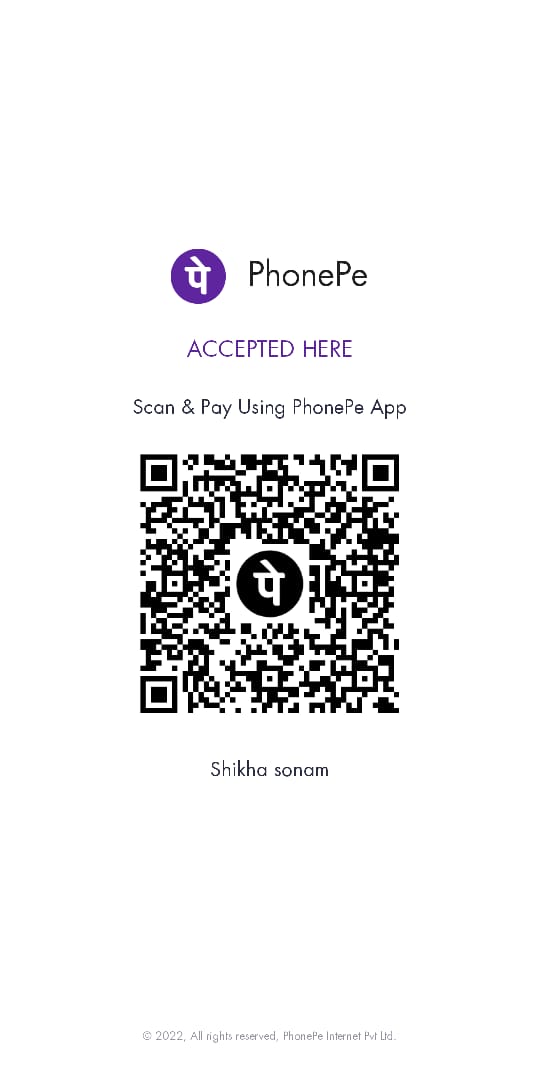 पे PhonePe
ACCEPTED HERE
Scan & Pay Using PhonePe App
पे
Shikha sonam
© 2022, All rights reserved, PhonePe Internet Pvt Ltd.